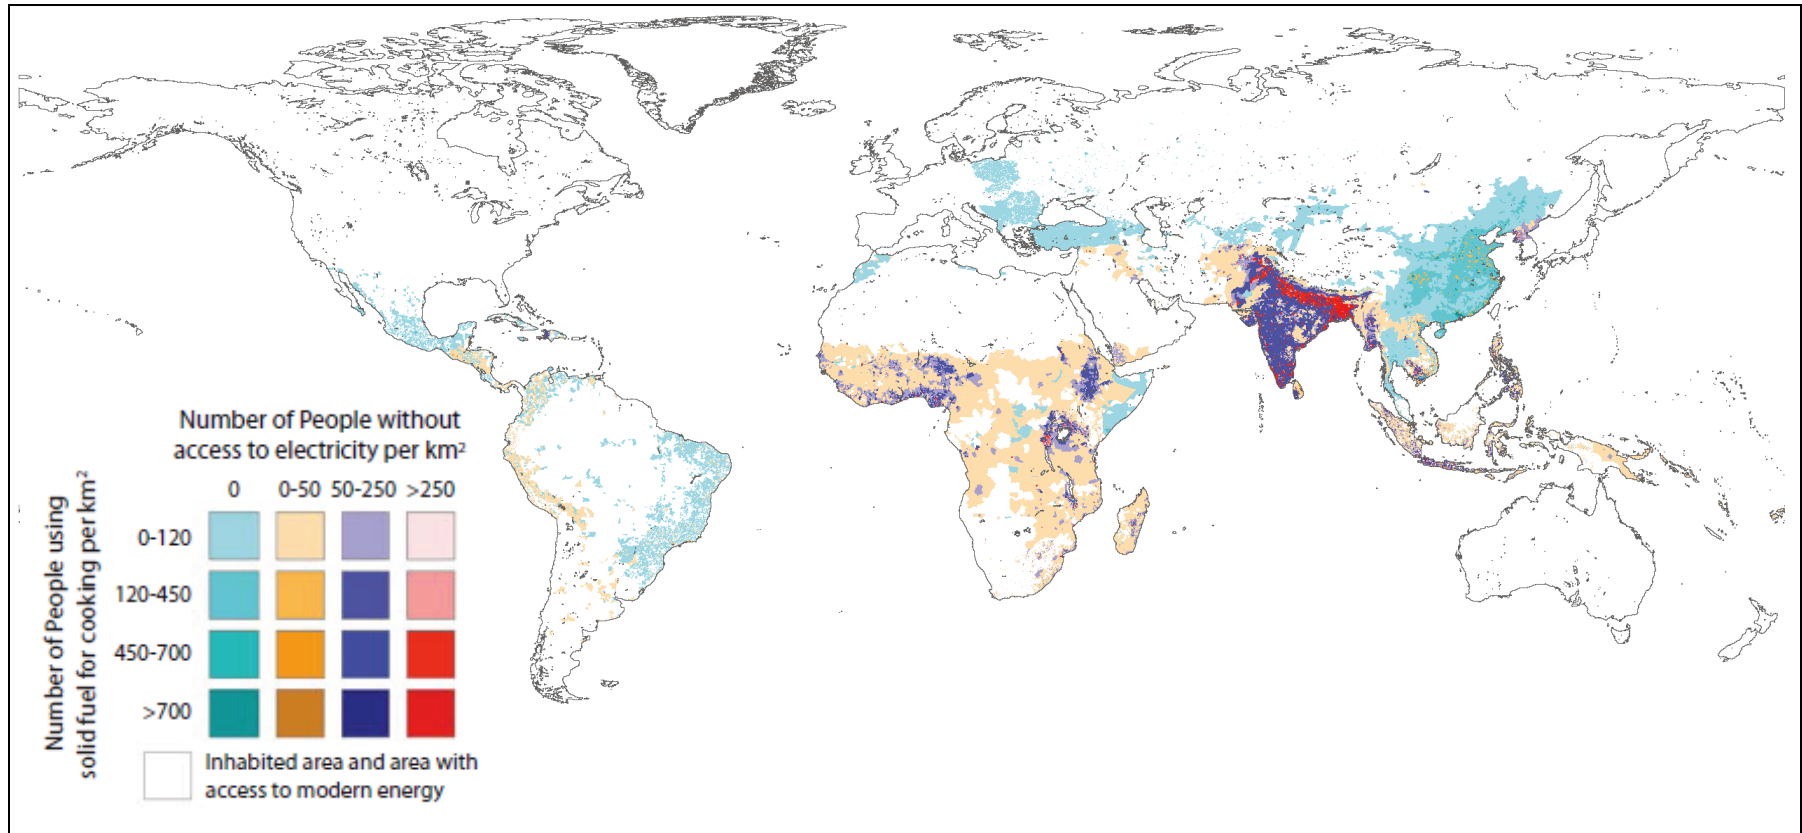 Number of People without
access to electricity per km²
0 0-50 50-250 >250
Number of People using
solid fuel for cooking per km²
0-120
120-450
450-700
>700
Inhabited area and area with
access to modern energy